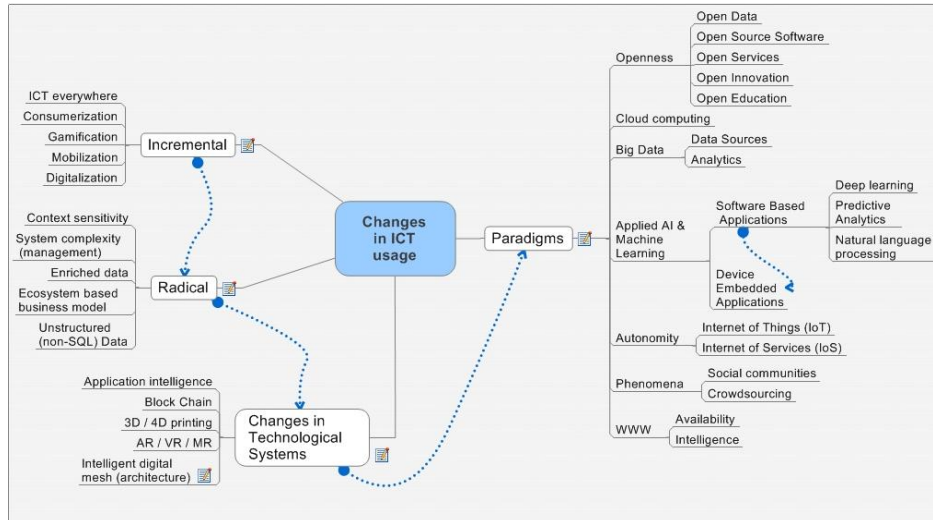 Changes
in ICT
usage
Incremental
ICT everywhere
Consumerization
Gamification
Mobilization
Digitalization
Radical
Context sensitivity
System complexity
(management)
Enriched data
Ecosystem based
business model
Unstructured
(non-SQL) Data
Changes in
Technological
Systems
Application intelligence
Block Chain
3D / 4D printing
AR / VR / MR
Intelligent digital
mesh (architecture)
Paradigms
Openness
Open Data
Open Source Software
Open Services
Open Innovation
Open Education
Cloud computing
Big Data
Data Sources
Analytics
Applied AI &
Machine
Learning
Software Based
Applications
Deep learning
Predictive
Analytics
Natural language
processing
Device
Embedded
Applications
Autonomity
Internet of Things (IoT)
Internet of Services (IoS)
Phenomena
Social communities
Crowdsourcing
WWW
Availability
Intelligence